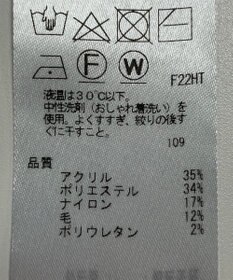 F
W
F22HT
液温は30℃以下。
中性洗剤（おしゃれ着洗い）を
使用。よくすすぎ、絞りの後す
ぐに干すこと。
109
品質
アクリル 35%
ポリエステル 34%
ナイロン 17%
毛 12%
ポリウレタン 2%